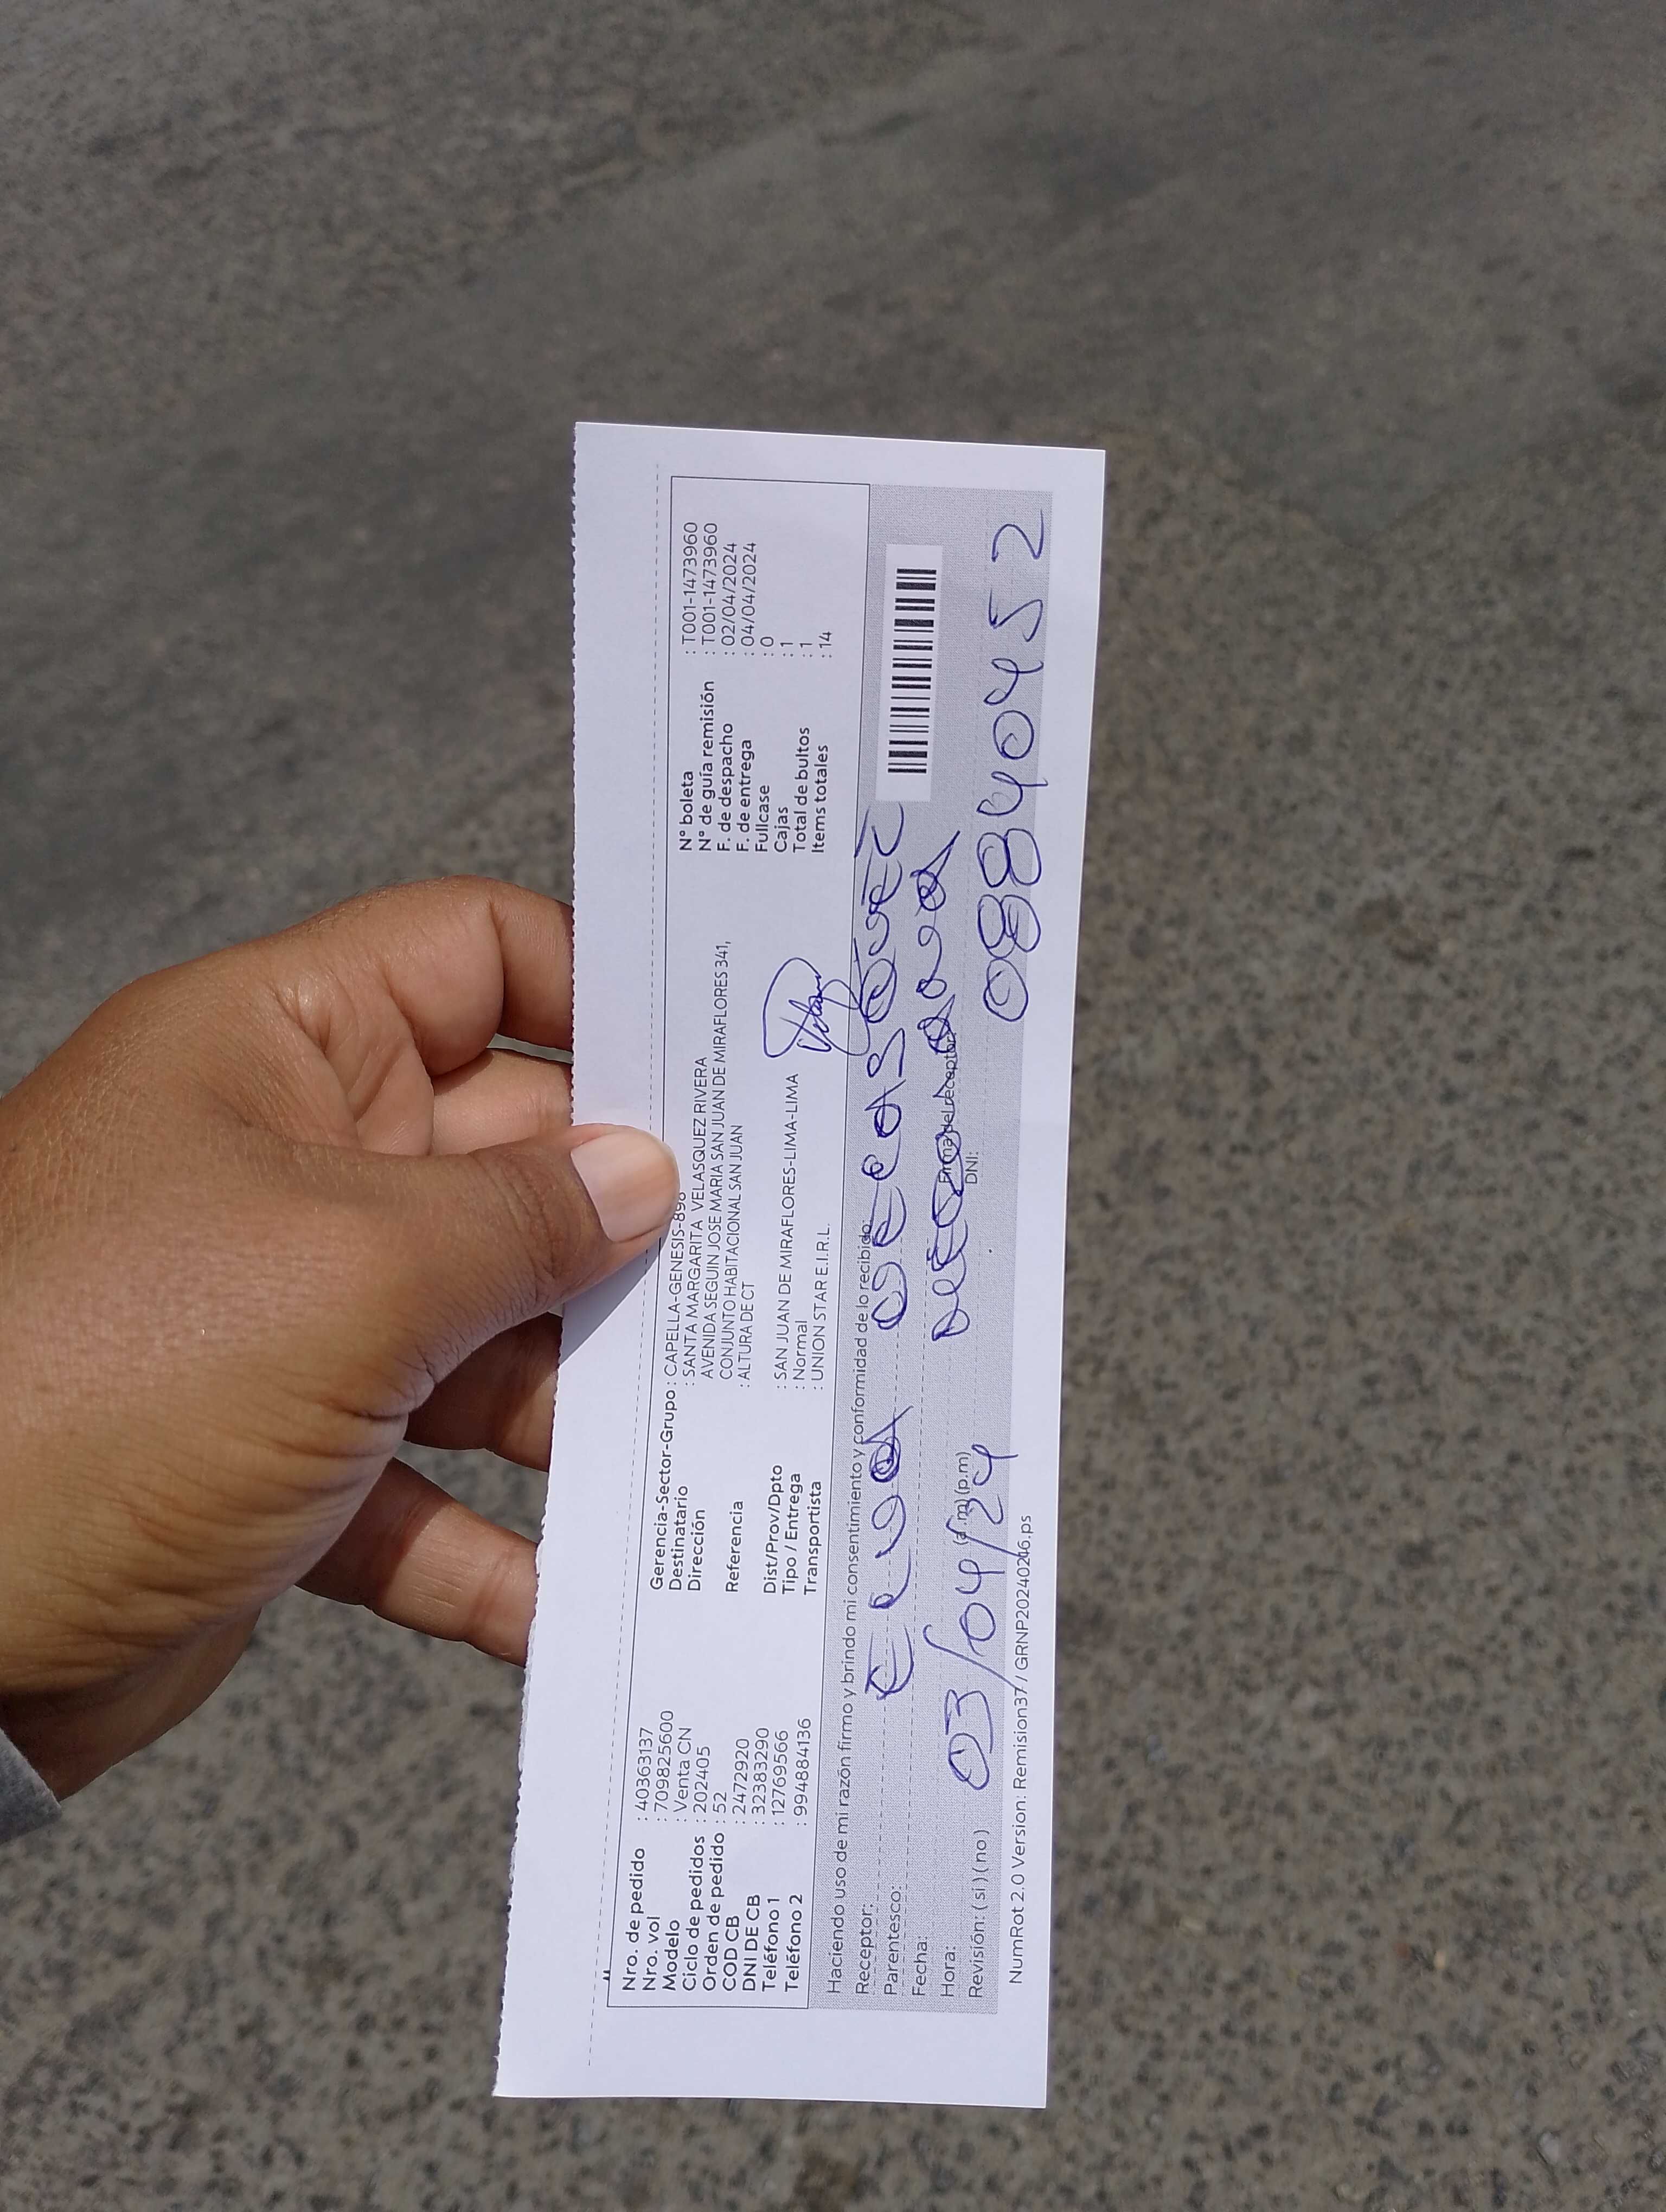 Nro. de pedido : 40363137
Nro. vol : 709825600
Modelo : Venta CN
Ciclo de pedidos : 202405
Orden de pedido : 52
COD CB : 2472920
DNI DE CB : 32383290
Teléfono 1 : 12769566
Teléfono 2 : 994884136
Gerencia-Sector-Grupo : CAPELLA-GENESIS-
Destinatario : SANTA MARGARITA VELASQUEZ RIVERA
Dirección AVENIDA SEGUIN JOSE MARIA SAN JUAN DE MIRAFLORES 341,
CONJUNTO HABITACIONAL SAN JUAN
Referencia : ALTURA DE CT
Dist/Prov/Dpto : SAN JUAN DE MIRAFLORES-LIMA-LIMA
Tipo / Entrega : Normal
Transportista : UNION STAR E.I.R.L.
N° boleta : T001-1473960
N° de guía remisión : T001-1473960
F. de despacho : 02/04/2024
F. de entrega : 04/04/2024
Fullcase : 0
Cajas : 1
Total de bultos : 1
Items totales : 14
Haciendo uso de mi razón firmo y brindo mi consentimiento y conformidad de lo recibido:
Receptor:
Parentesco:
Fecha: 03/04/24
Hora: (p.m)
Firma del receptor
DNI: 08840452
Revisión: ( si ) ( no )
NumRot 2.0 Version: Remision37 / GRNP20240246.ps